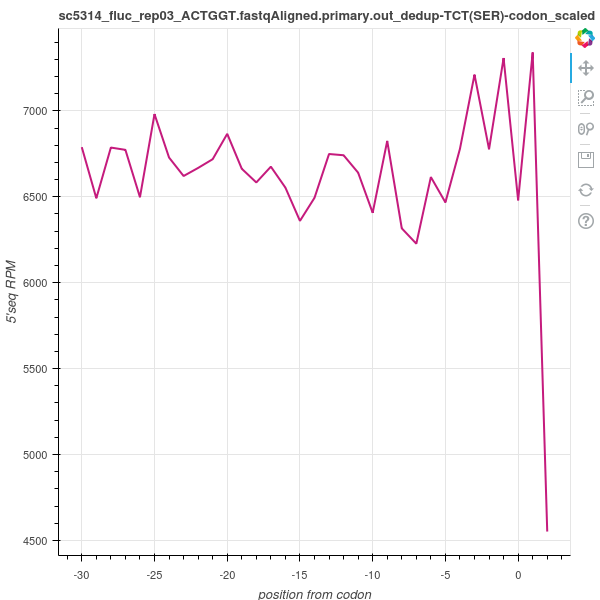 sc5314_fluc_rep03_ACTGGT.fastqAligned.primary.out_dedup-TCT(SER)-codon_scaled
7000
6500
6000
5500
5000
4500
5'seq RPM
-30 -25 -20 -15 -10 -5 0
position from codon